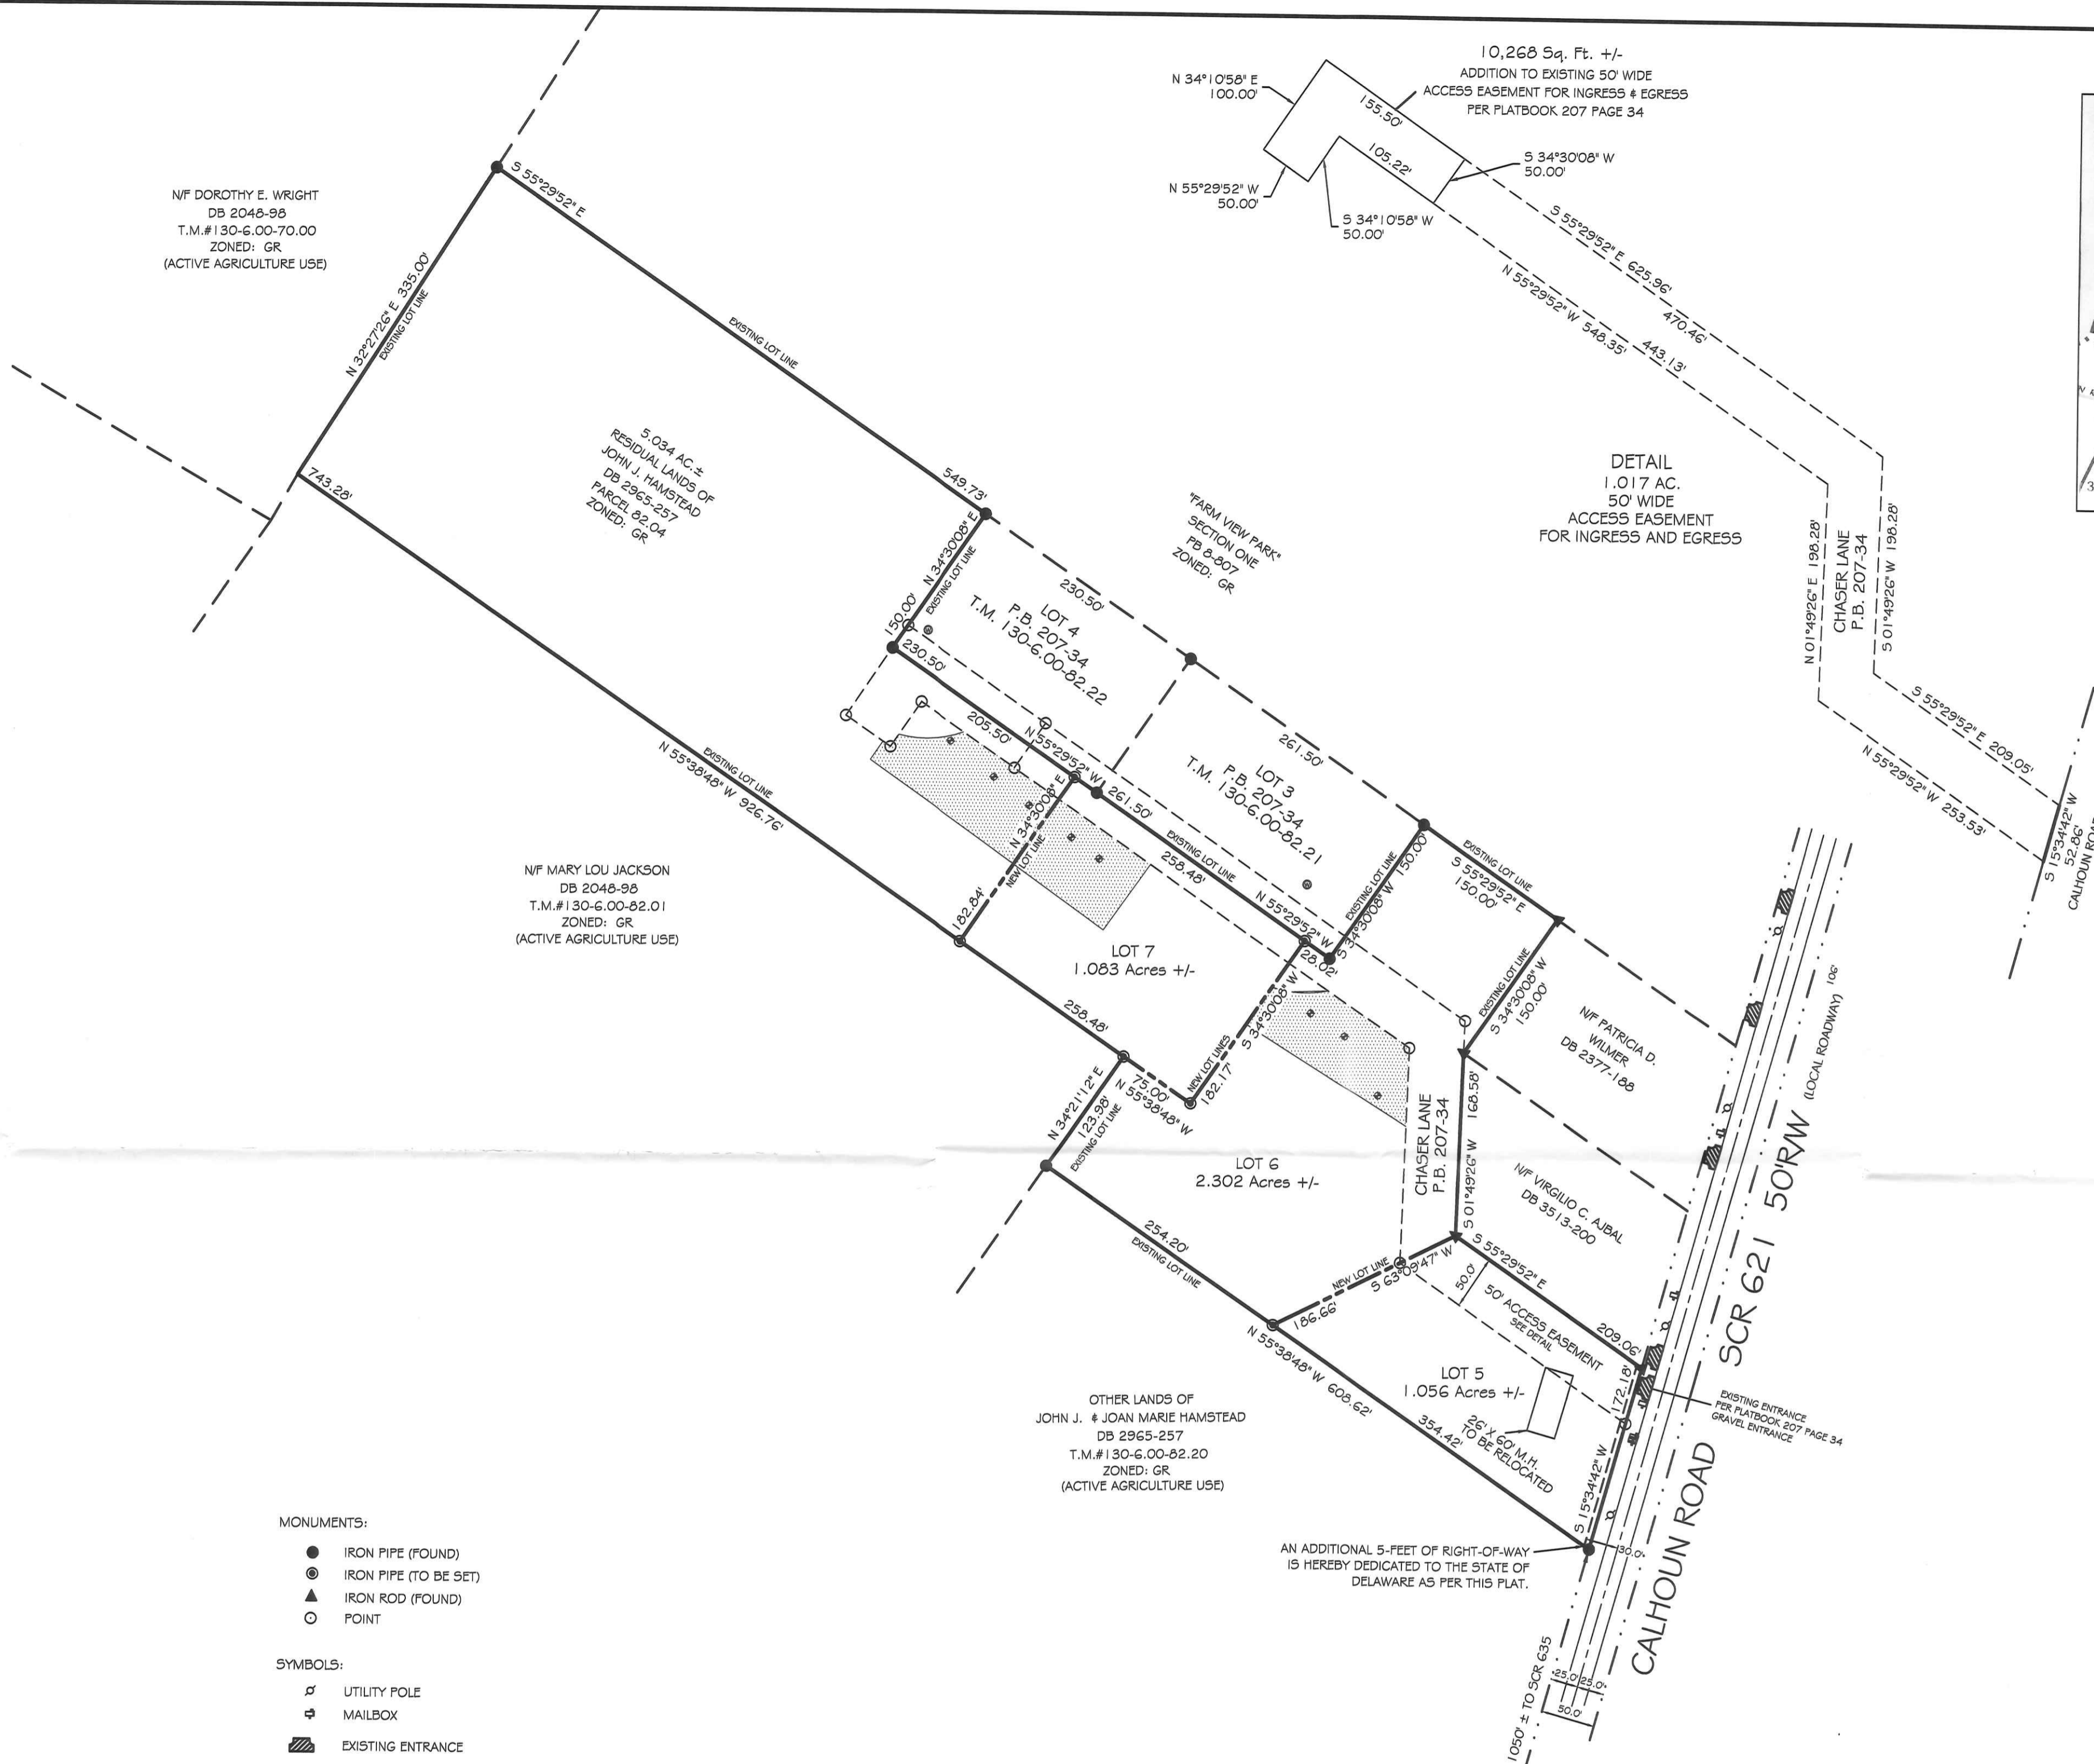 10,268 Sq. Ft. +/-
ADDITION TO EXISTING 50' WIDE
ACCESS EASEMENT FOR INGRESS & EGRESS
PER PLATBOOK 207 PAGE 34
N 34°10'58" E
100.00'
155.50'
105.22'
S 34°30'08" W
50.00'
N 55°29'52" W
50.00'
S 34°10'58" W
50.00'
S 55°29'52" E 625.96'
470.46'
N 55°29'52" W 548.35'
443.13'
DETAIL
1.017 AC.
50' WIDE
ACCESS EASEMENT
FOR INGRESS AND EGRESS
N 01°49'26" E 198.28'
CHASER LANE
P.B. 207-34
S 01°49'26" W 198.28'
S 55°29'52" E 209.05'
N 55°29'52" W 253.53'
S 15°34'42" W
52.86'
CALHOUN ROAD
N/F DOROTHY E. WRIGHT
DB 2048-98
T.M.#130-6.00-70.00
ZONED: GR
(ACTIVE AGRICULTURE USE)
N 32°27'26" E 335.00'
EXISTING LOT LINE
S 55°29'52" E
EXISTING LOT LINE
549.73'
743.28'
5.034 AC.±
RESIDUAL LANDS OF
JOHN J. HAMSTEAD
DB 2965-257
PARCEL 82.04
ZONED: GR
"FARM VIEW PARK"
SECTION ONE
PB 8-807
ZONED: GR
N 34°30'08" E
150.00'
EXISTING LOT LINE
230.50'
LOT 4
P.B. 207-34
T.M. 130-6.00-82.22
230.50'
205.50'
N 55°29'52" W
261.50'
LOT 3
P.B. 207-34
T.M. 130-6.00-82.21
261.50'
EXISTING LOT LINE
258.48'
N 55°29'52" W
28.02'
S 34°30'08" W 150.00'
EXISTING LOT LINE
EXISTING LOT LINE
S 55°29'52" E
150.00'
EXISTING LOT LINE
S 34°30'08" W
150.00'
N/F PATRICIA D.
WILMER
DB 2377-188
EXISTING LOT LINE
N 55°38'48" W 926.76'
N 34°30'08" E
NEW LOT LINE
182.84'
N/F MARY LOU JACKSON
DB 2048-98
T.M.#130-6.00-82.01
ZONED: GR
(ACTIVE AGRICULTURE USE)
LOT 7
1.083 Acres +/-
258.48'
S 34°30'08" W
NEW LOT LINES
182.17'
75.00'
N 55°38'48" W
N 34°21'12" E
123.98'
EXISTING LOT LINE
LOT 6
2.302 Acres +/-
CHASER LANE
P.B. 207-34
S 01°49'26" W 168.58'
N/F VIRGILIO C. AJBAL
DB 3513-200
254.20'
EXISTING LOT LINE
NEW LOT LINE
S 63°09'47" W
186.66'
S 55°29'52" E
209.06'
50.0'
50' ACCESS EASEMENT
SEE DETAIL
N 55°38'48" W 608.62'
354.42'
LOT 5
1.056 Acres +/-
26' X 60' M.H.
TO BE RELOCATED
172.18'
S 15°34'42" W
EXISTING ENTRANCE
PER PLATBOOK 207 PAGE 34
GRAVEL ENTRANCE
CALHOUN ROAD SCR 621 50'R/W (LOCAL ROADWAY) 106'
OTHER LANDS OF
JOHN J. & JOAN MARIE HAMSTEAD
DB 2965-257
T.M.#130-6.00-82.20
ZONED: GR
(ACTIVE AGRICULTURE USE)
AN ADDITIONAL 5-FEET OF RIGHT-OF-WAY
IS HEREBY DEDICATED TO THE STATE OF
DELAWARE AS PER THIS PLAT.
30.0'
1050' ± TO SCR 635
25.0' 25.0'
50.0'
MONUMENTS:
IRON PIPE (FOUND)
IRON PIPE (TO BE SET)
IRON ROD (FOUND)
POINT
SYMBOLS:
UTILITY POLE
MAILBOX
EXISTING ENTRANCE